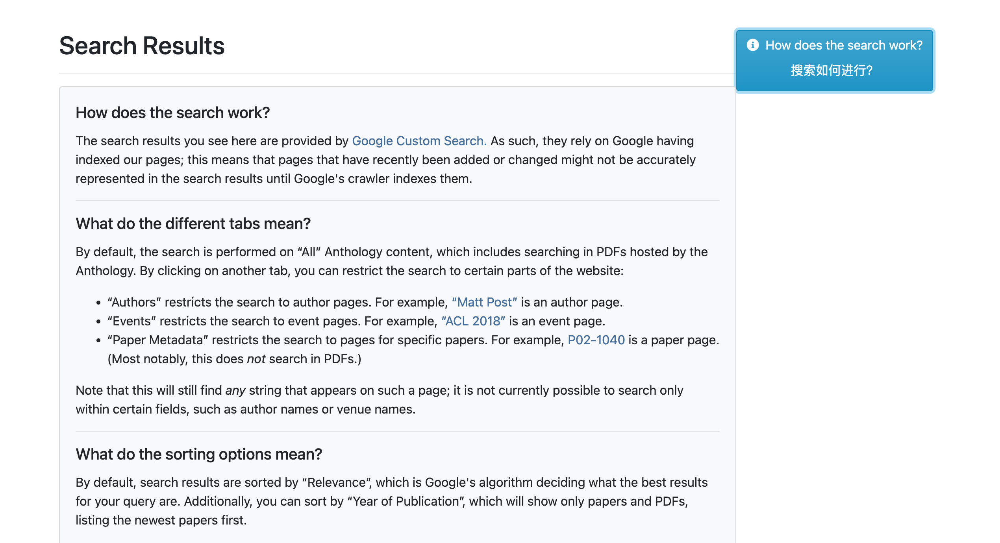 Search Results
How does the search work?
搜索如何进行?
How does the search work?
The search results you see here are provided by Google Custom Search. As such, they rely on Google having
indexed our pages; this means that pages that have recently been added or changed might not be accurately
represented in the search results until Google's crawler indexes them.
What do the different tabs mean?
By default, the search is performed on “All” Anthology content, which includes searching in PDFs hosted by the
Anthology. By clicking on another tab, you can restrict the search to certain parts of the website:
• “Authors” restricts the search to author pages. For example, “Matt Post” is an author page.
• “Events” restricts the search to event pages. For example, “ACL 2018” is an event page.
• “Paper Metadata” restricts the search to pages for specific papers. For example, P02-1040 is a paper page.
(Most notably, this does not search in PDFs.)
Note that this will still find any string that appears on such a page; it is not currently possible to search only
within certain fields, such as author names or venue names.
What do the sorting options mean?
By default, search results are sorted by “Relevance”, which is Google's algorithm deciding what the best results
for your query are. Additionally, you can sort by “Year of Publication”, which will show only papers and PDFs,
listing the newest papers first.